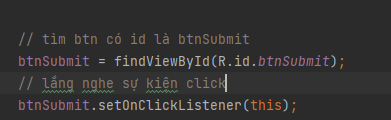 // tìm btn có id là btnSubmit
btnSubmit = findViewById(R.id.btnSubmit);
// lắng nghe sự kiện click
btnSubmit.setOnClickListener(this);